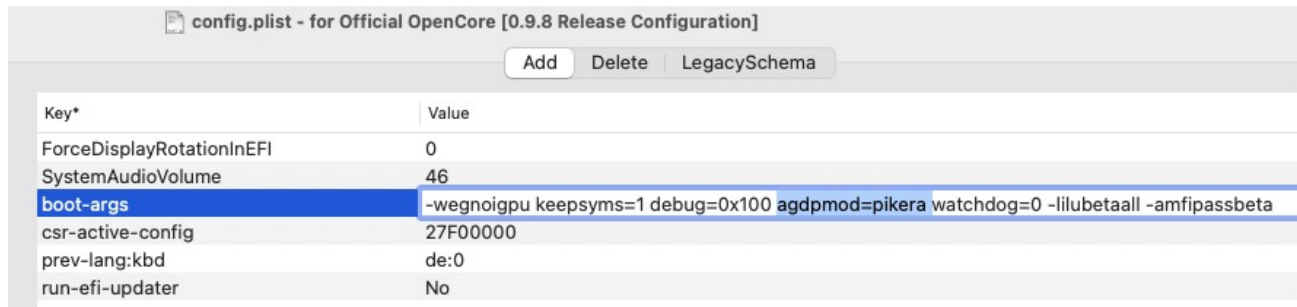 config.plist - for Official OpenCore [0.9.8 Release Configuration]
Add Delete LegacySchema
Key* Value
ForceDisplayRotationInEFI 0
SystemAudioVolume 46
boot-args -wegnoigpu keepsyms=1 debug=0x100 agdpmod=pikera watchdog=0 -lilubetaall -amfipassbeta
csr-active-config 27F00000
prev-lang:kbd de:0
run-efi-updater No